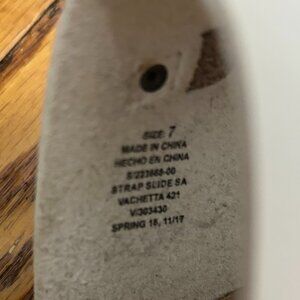 SIZE: 7
MADE IN CHINA
HECHO EN CHINA
S/223668-00
STRAP SLIDE SA
VACHETTA 421
V/303430
SPRING 18, 11/17